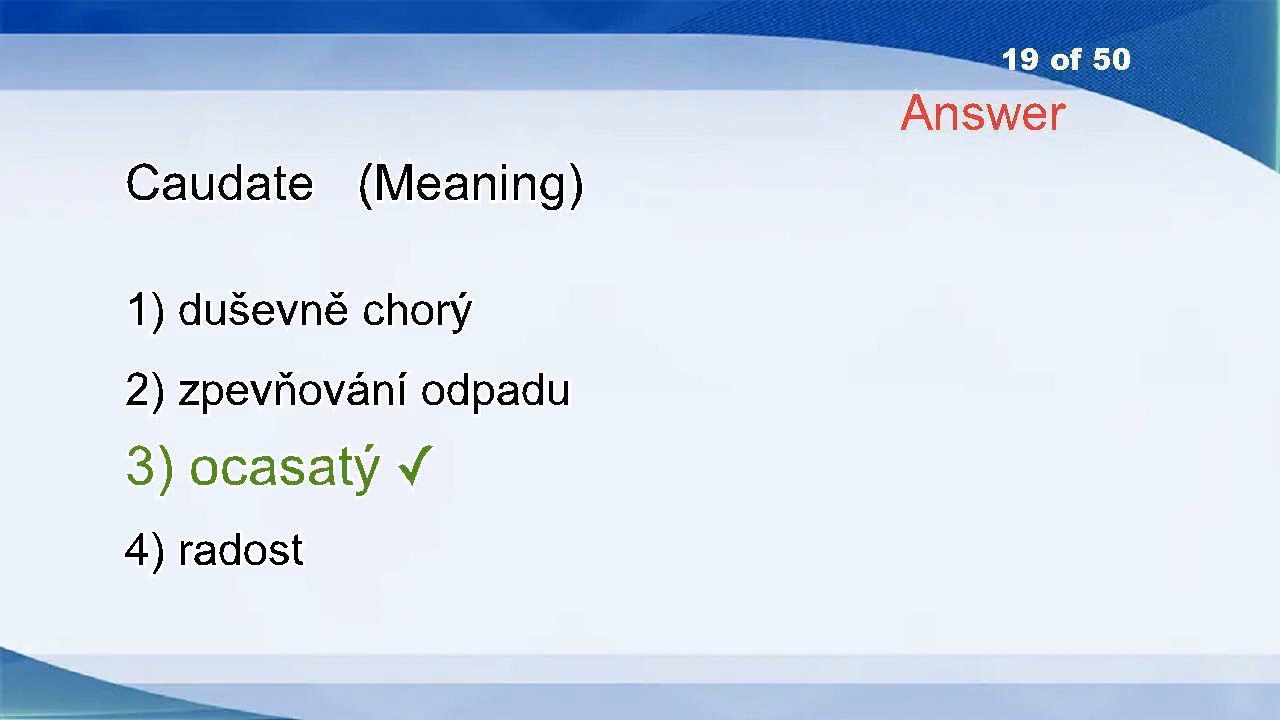 19 of 50
Answer
Caudate (Meaning)
1) duševně chorý
2) zpevňování odpadu
3) ocasatý ✓
4) radost